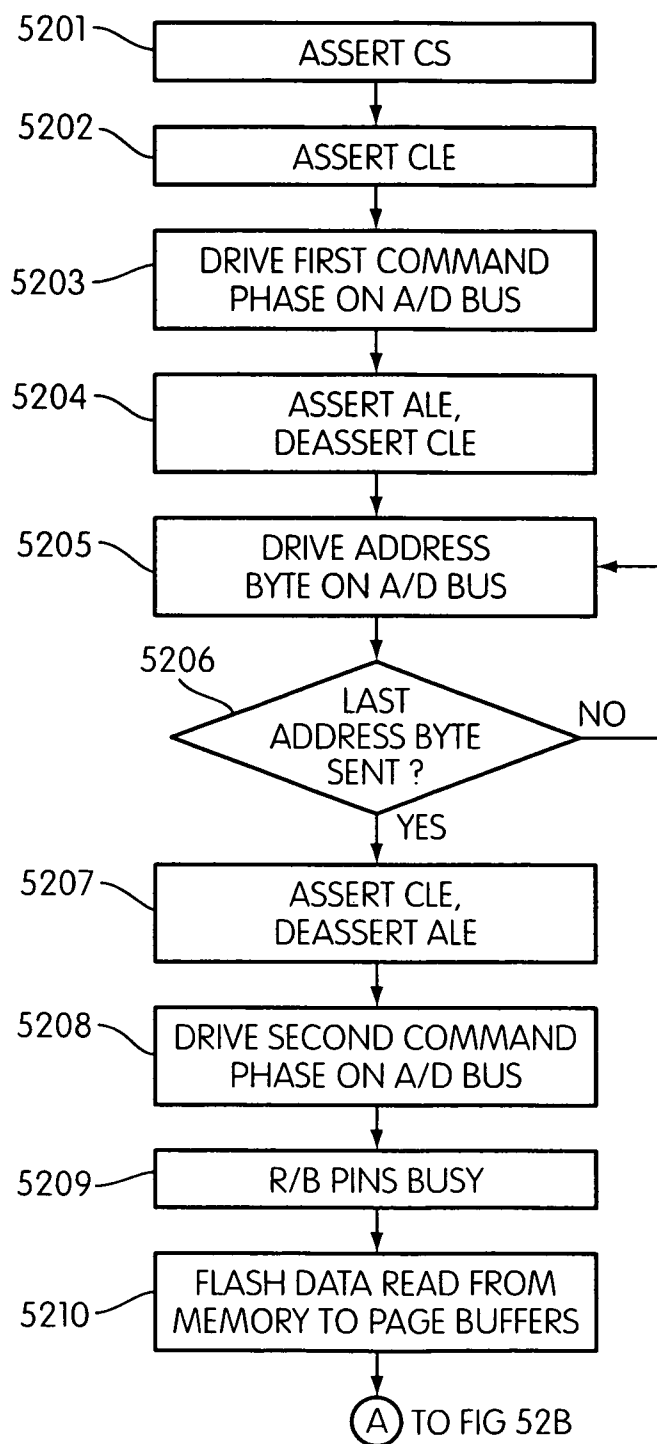 5201
ASSERT CS
5202
ASSERT CLE
5203
DRIVE FIRST COMMAND
PHASE ON A/D BUS
5204
ASSERT ALE,
DEASSERT CLE
5205
DRIVE ADDRESS
BYTE ON A/D BUS
5206
LAST
ADDRESS BYTE
SENT ?
NO
YES
5207
ASSERT CLE,
DEASSERT ALE
5208
DRIVE SECOND COMMAND
PHASE ON A/D BUS
5209
R/B PINS BUSY
5210
FLASH DATA READ FROM
MEMORY TO PAGE BUFFERS
A TO FIG 52B